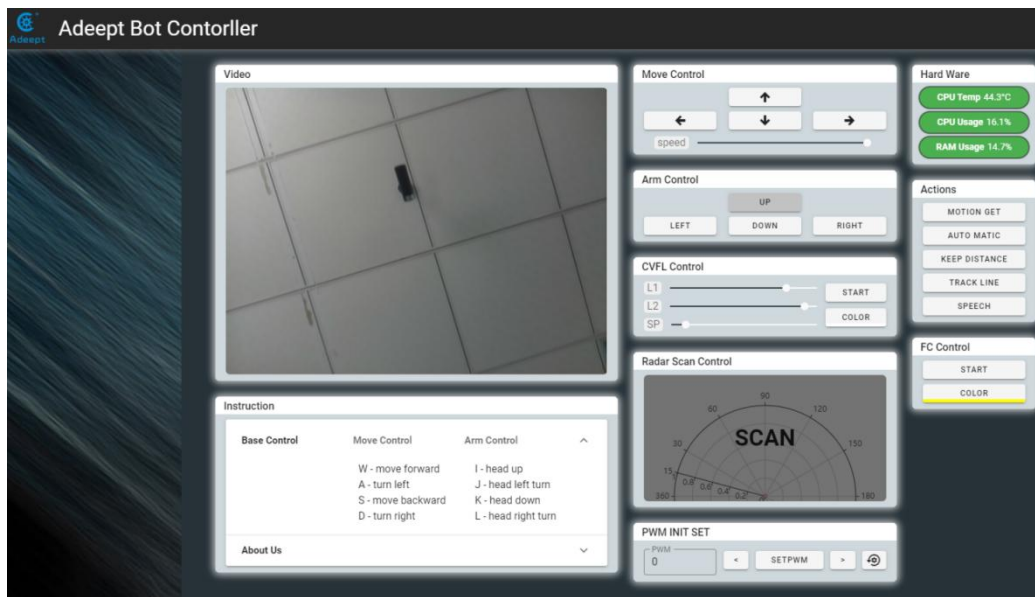 Adeept
Adeept Bot Contorller
Video
Instruction
Base Control Move Control Arm Control
W - move forward I - head up
A - turn left J - head left turn
S - move backward K - head down
D - turn right L - head right turn
About Us
Move Control
speed
Arm Control
UP
LEFT DOWN RIGHT
CVFL Control
L1
L2
SP
START
COLOR
Radar Scan Control
90
60 120
30 150
SCAN
15
0.8 0.6 0.4 0.2
360 180
PWM INIT SET
PWM
0
< SETPWM >
Hard Ware
CPU Temp 44.3°C
CPU Usage 16.1%
RAM Usage 14.7%
Actions
MOTION GET
AUTO MATIC
KEEP DISTANCE
TRACK LINE
SPEECH
FC Control
START
COLOR